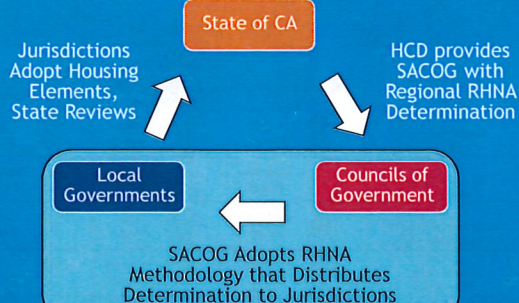 State of CA
Jurisdictions
Adopt Housing
Elements,
State Reviews
HCD provides
SACOG with
Regional RHNA
Determination
Local
Governments
Councils of
Government
SACOG Adopts RHNA
Methodology that Distributes
Determination to Jurisdictions